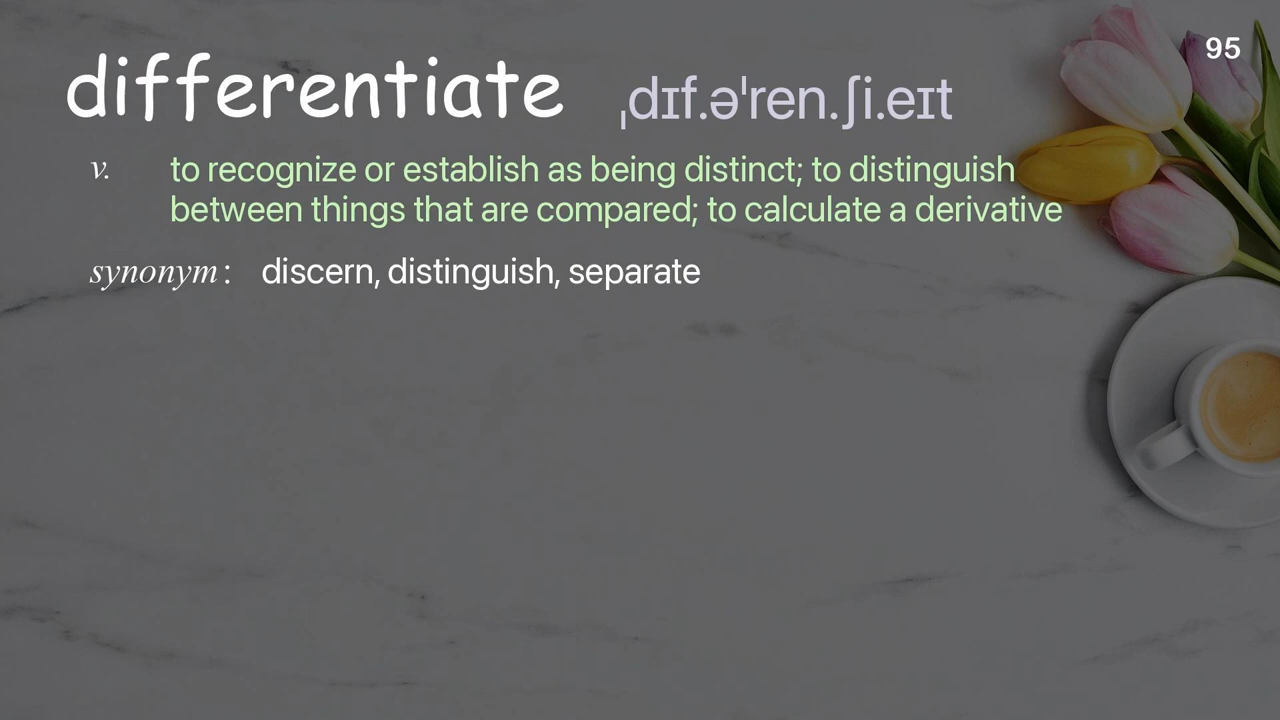 95
differentiate ˌdɪf.əˈren.ʃi.eɪt
v. to recognize or establish as being distinct; to distinguish
between things that are compared; to calculate a derivative
synonym : discern, distinguish, separate